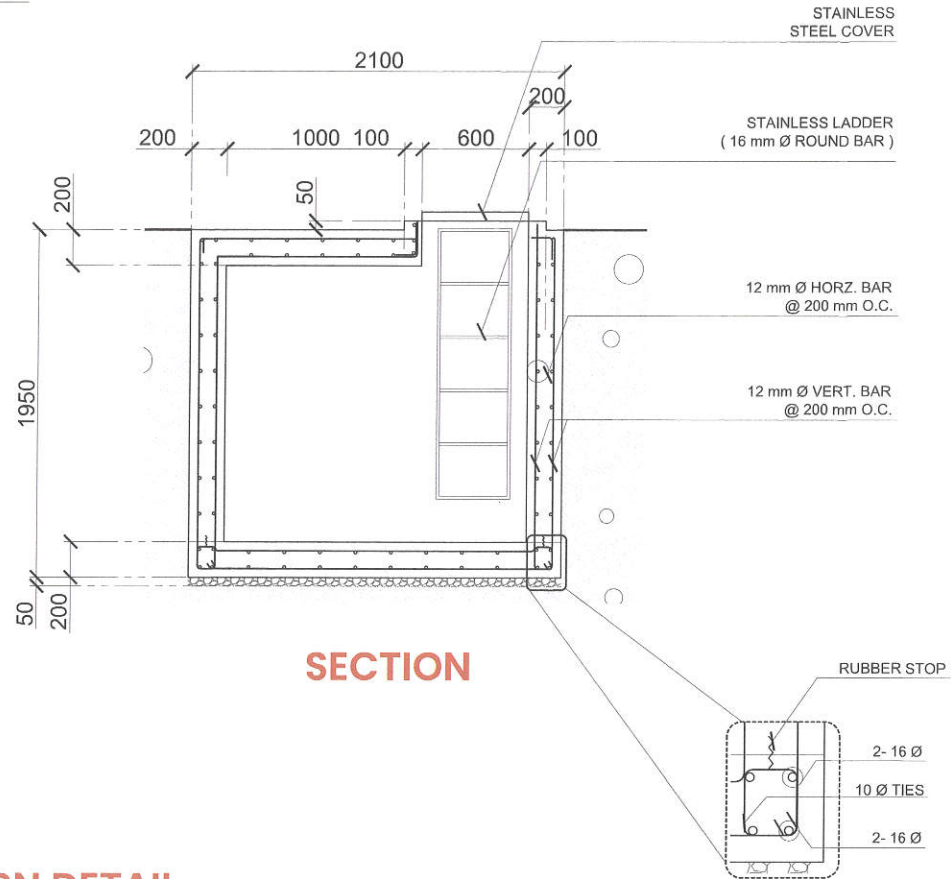 STAINLESS
STEEL COVER
2100
200
STAINLESS LADDER
( 16 mm Ø ROUND BAR )
200
1000
100
600
100
50
200
12 mm Ø HORZ. BAR
@ 200 mm O.C.
1950
12 mm Ø VERT. BAR
@ 200 mm O.C.
50
200
SECTION
RUBBER STOP
2- 16 Ø
10 Ø TIES
2- 16 Ø